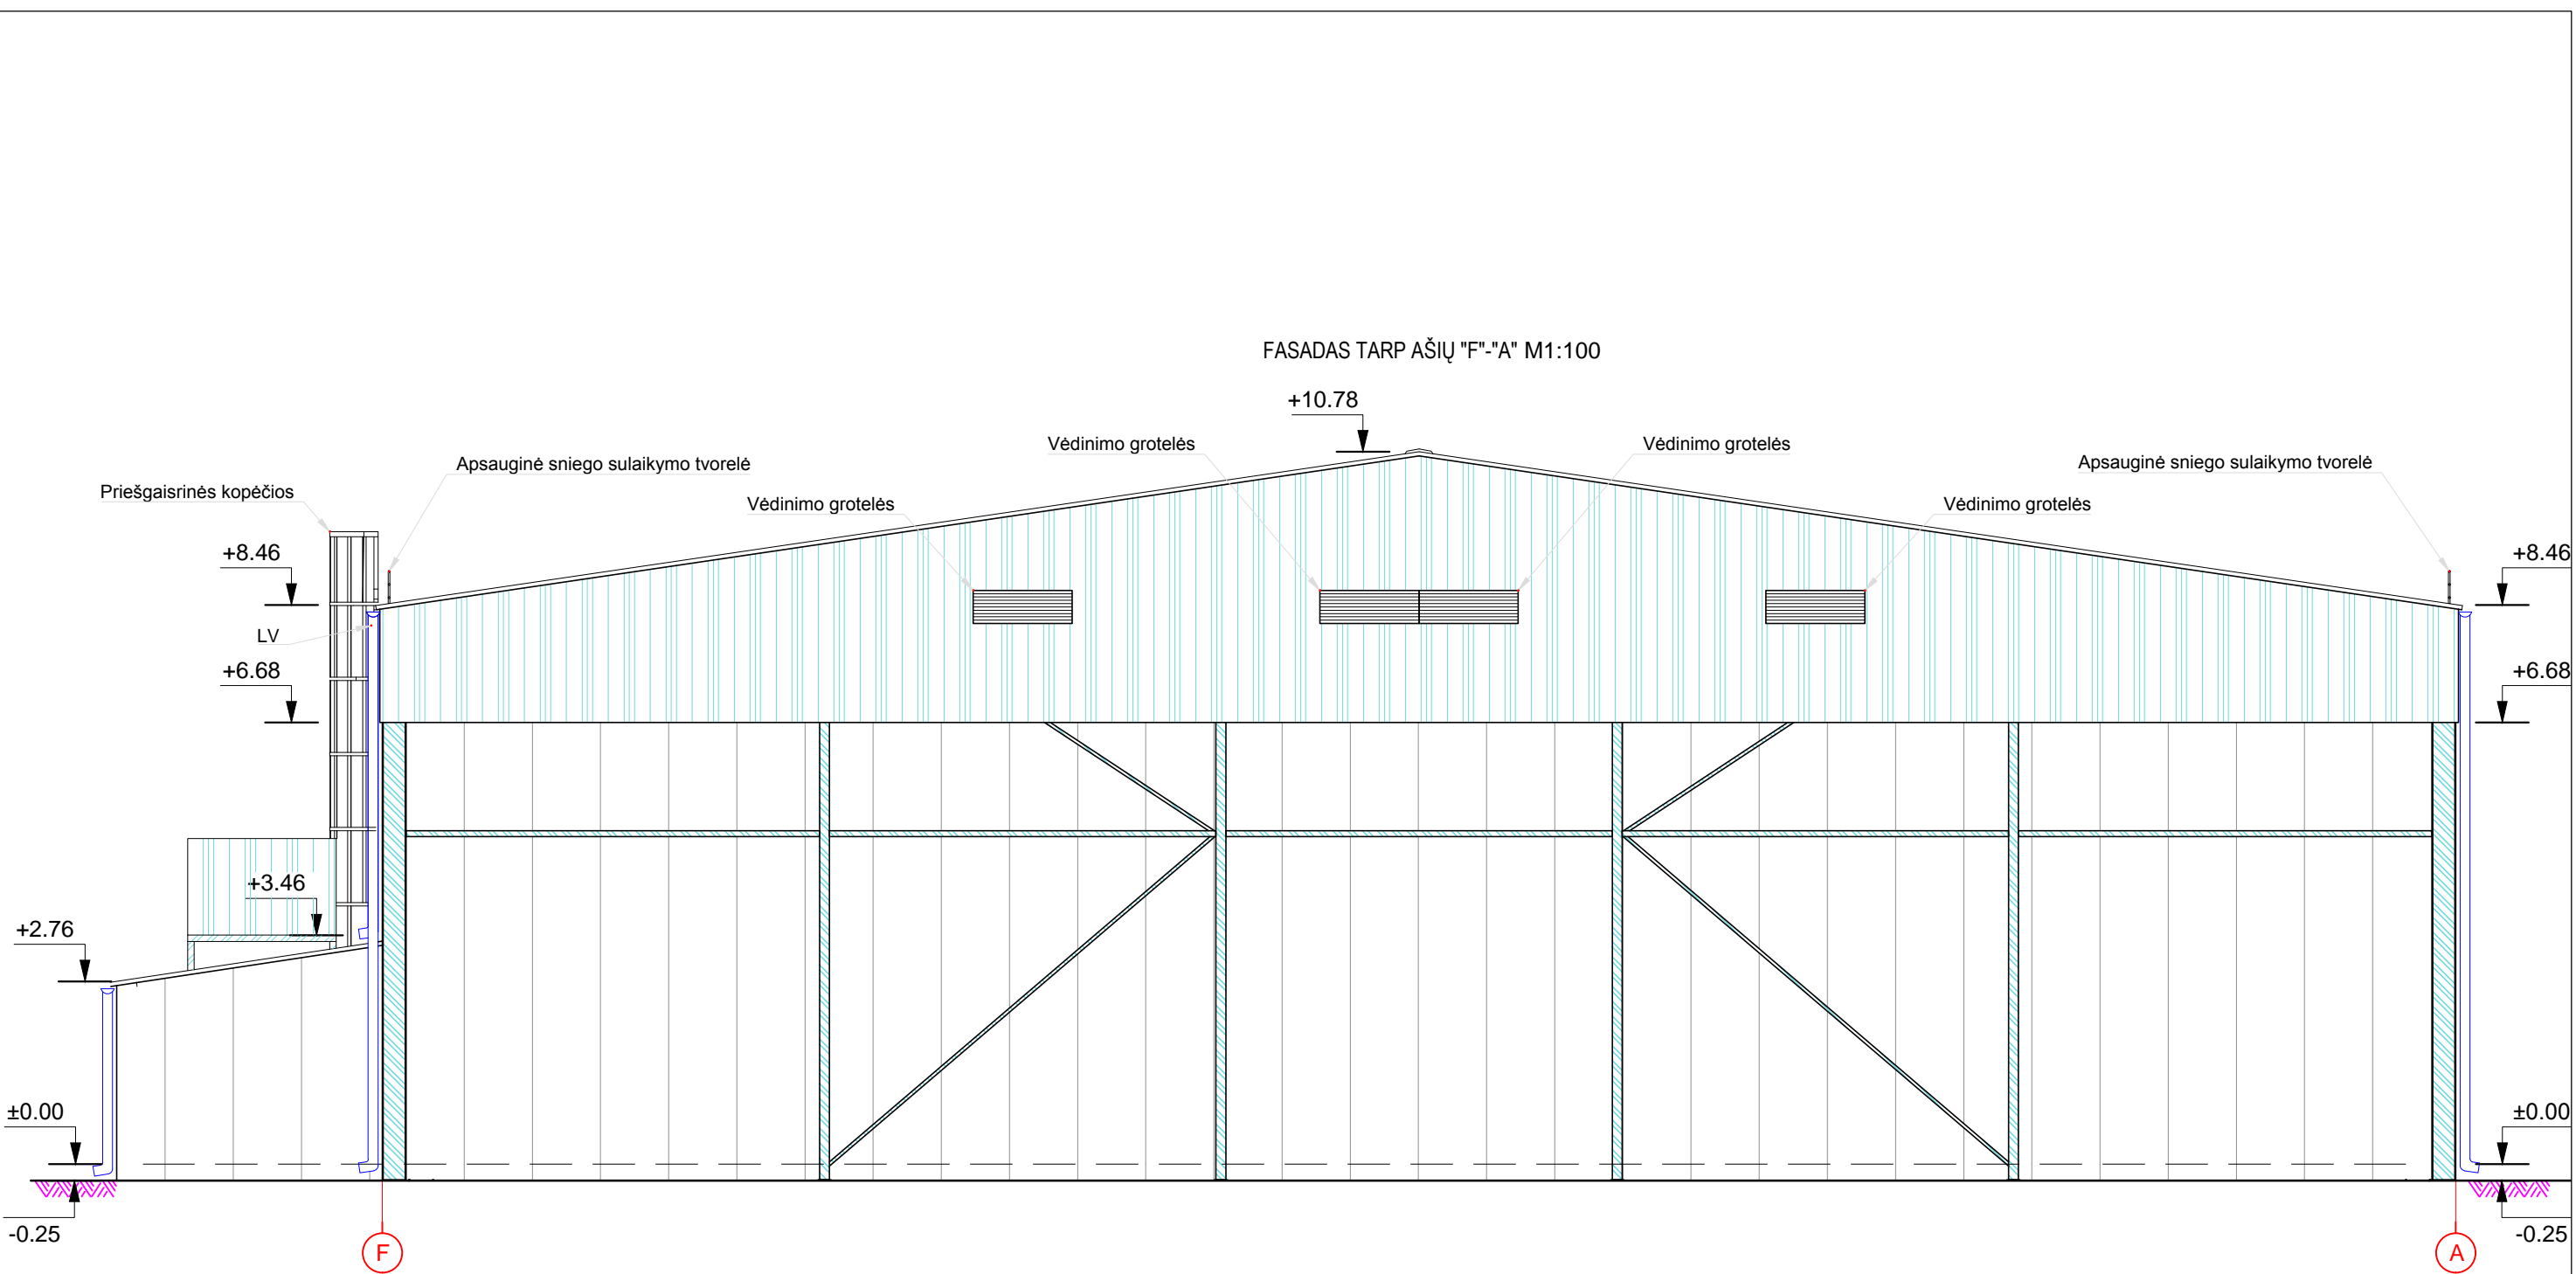 FASADAS TARP AŠIŲ "F"-"A" M1:100
+10.78
Vėdinimo grotelės
Vėdinimo grotelės
Apsauginė sniego sulaikymo tvorelė
Apsauginė sniego sulaikymo tvorelė
Priešgaisrinės kopėčios
Vėdinimo grotelės
Vėdinimo grotelės
+8.46
+8.46
LV
+6.68
+6.68
+3.46
+2.76
±0.00
±0.00
-0.25
-0.25
F
A